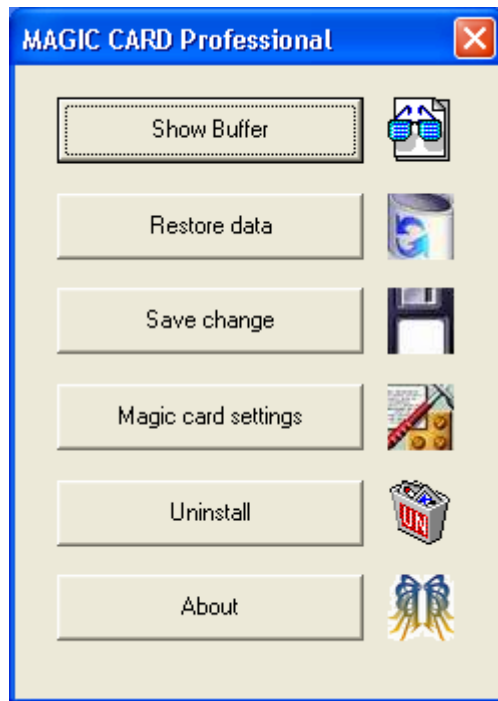 MAGIC CARD Professional
Show Buffer
Restore data
Save change
Magic card settings
Uninstall
UN
About